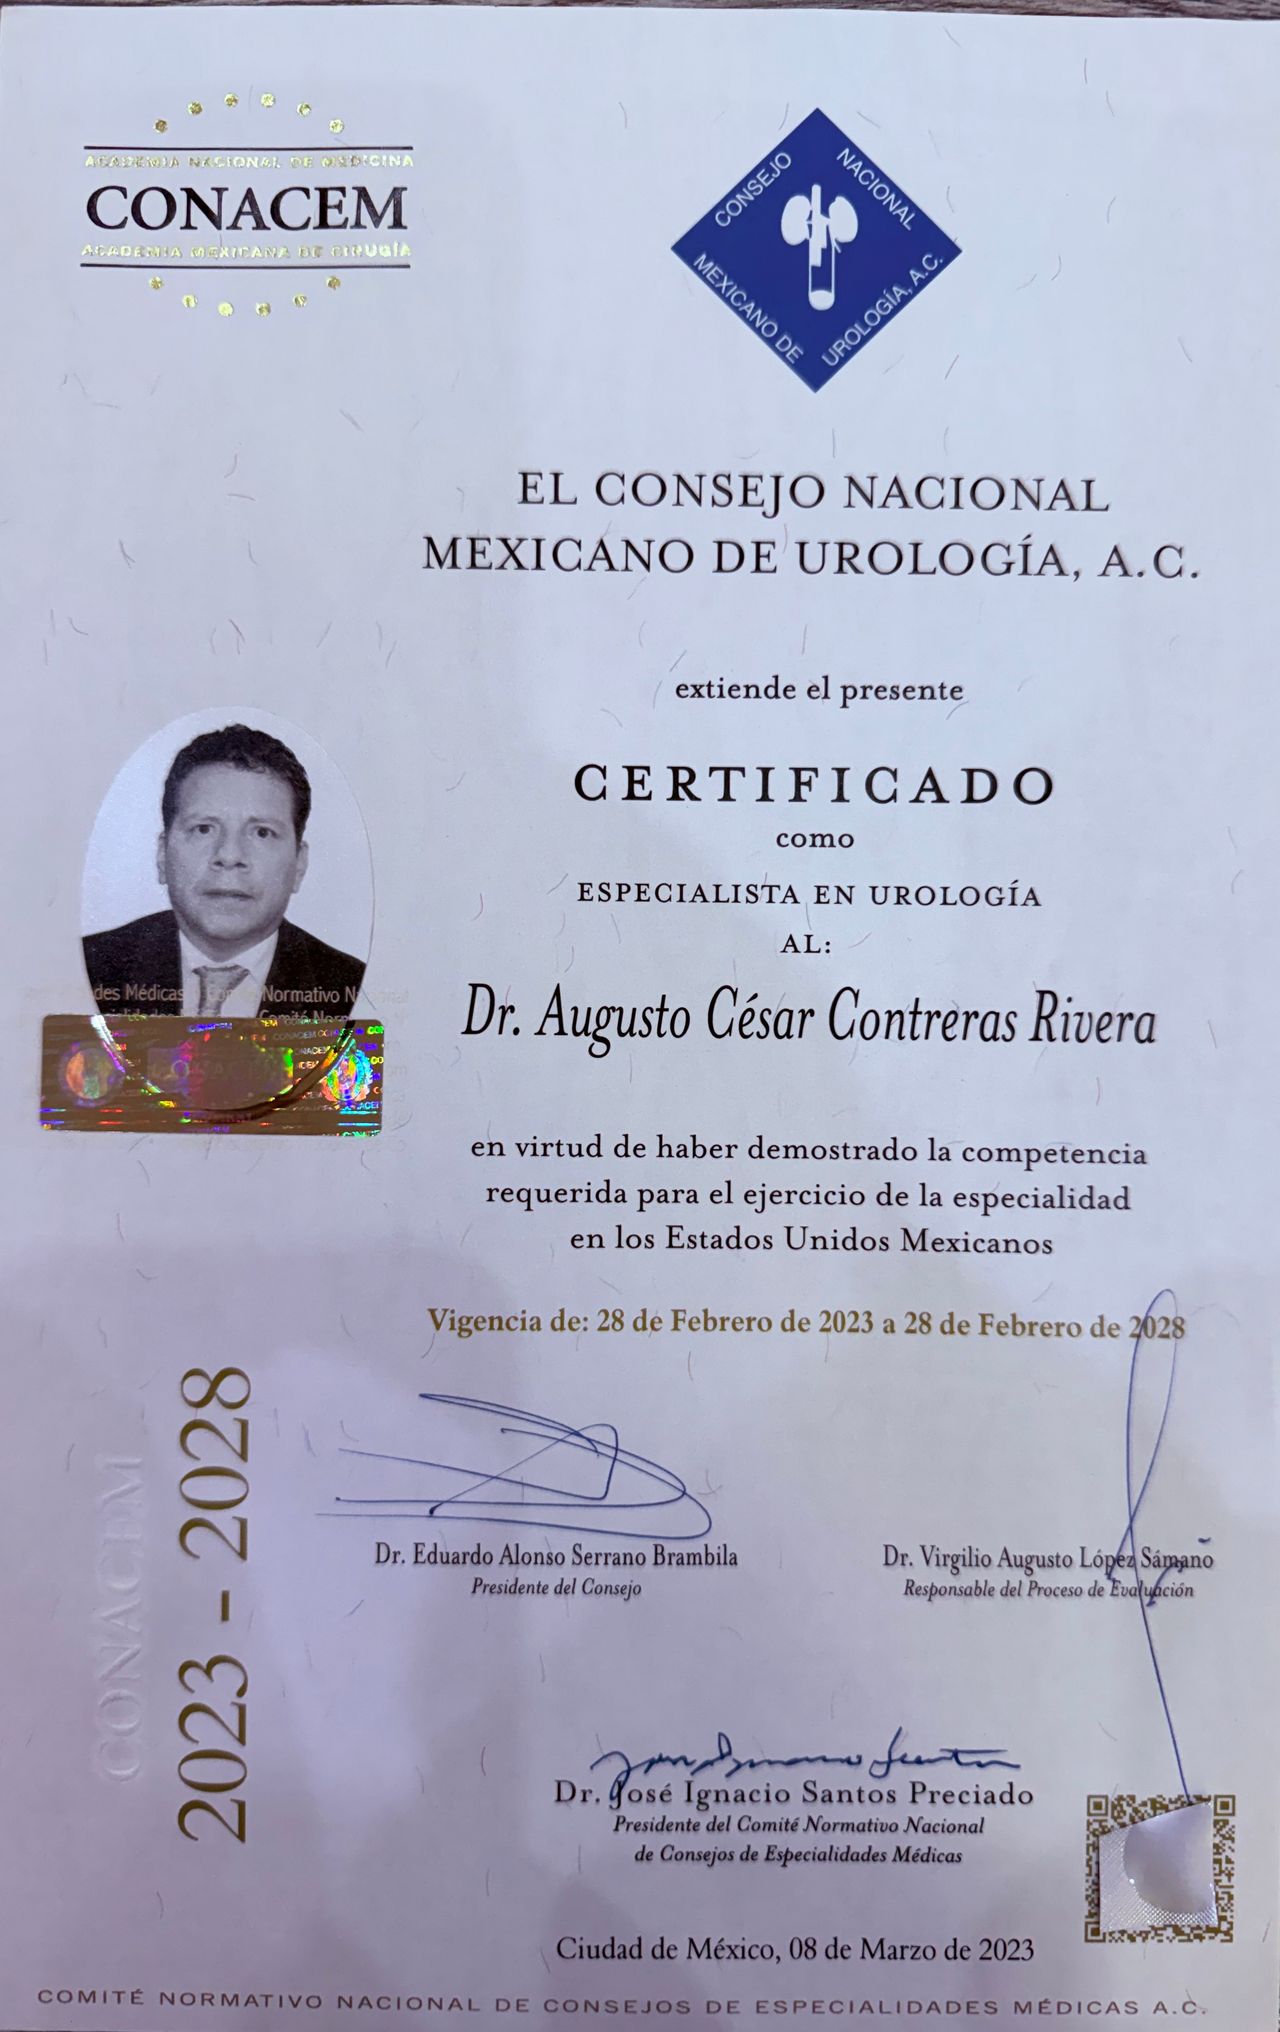 ACADEMIA NACIONAL DE MEDICINA
CONACEM
ACADEMIA MEXICANA DE CIRUGÍA
CONSEJO NACIONAL
MEXICANO DE UROLOGÍA, A.C.
EL CONSEJO NACIONAL
MEXICANO DE UROLOGÍA, A.C.
extiende el presente
CERTIFICADO
como
ESPECIALISTA EN UROLOGÍA
AL:
Dr. Augusto César Contreras Rivera
des Médicas Normativo
CONACEM
en virtud de haber demostrado la competencia
requerida para el ejercicio de la especialidad
en los Estados Unidos Mexicanos
Vigencia de: 28 de Febrero de 2023 a 28 de Febrero de 2028
CONACEM
2023 - 2028
Dr. Eduardo Alonso Serrano Brambila
Presidente del Consejo
Dr. Virgilio Augusto López Sámano
Responsable del Proceso de Evaluación
Dr. José Ignacio Santos Preciado
Presidente del Comité Normativo Nacional
de Consejos de Especialidades Médicas
Ciudad de México, 08 de Marzo de 2023
COMITÉ NORMATIVO NACIONAL DE CONSEJOS DE ESPECIALIDADES MÉDICAS A.C.